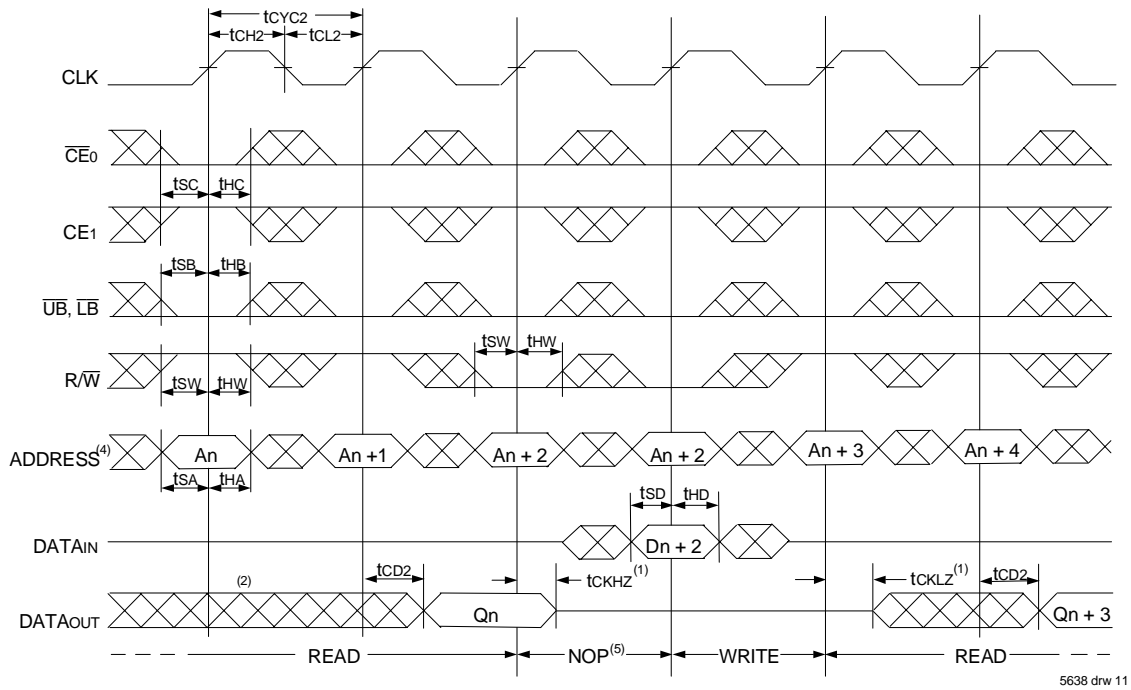 tCYC2
tCH2 tCL2
CLK
CE0
tSC tHC
CE1
tSB tHB
UB, LB
tSW tHW
R/W
tSW tHW
ADDRESS(4) An An +1 An + 2 An + 2 An + 3 An + 4
tSA tHA
tSD tHD
DATAIN Dn + 2
(2) tCD2 tCKHZ(1) tCKLZ(1) tCD2
DATAOUT Qn Qn + 3
READ NOP(5) WRITE READ
5638 drw 11